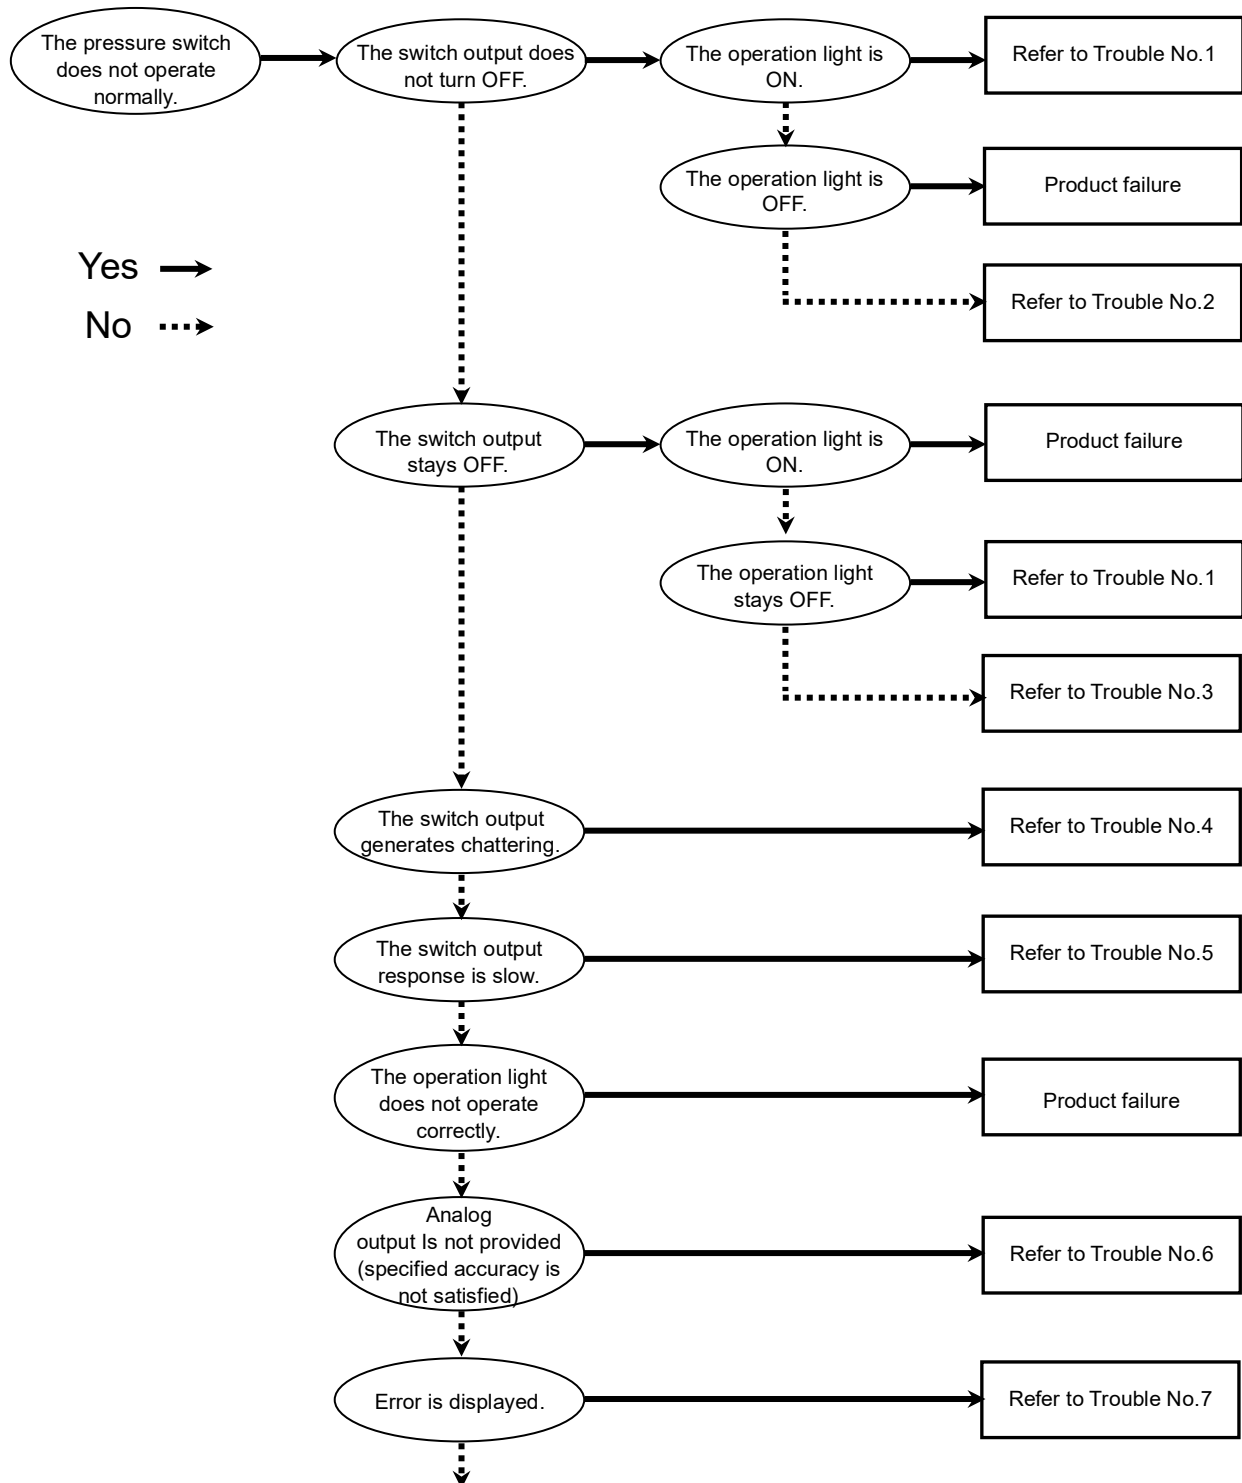 The pressure switch
does not operate
normally.
The switch output does
not turn OFF.
The operation light is
ON.
Refer to Trouble No.1
The operation light is
OFF.
Product failure
Refer to Trouble No.2
Yes
No
The switch output
stays OFF.
The operation light is
ON.
Product failure
The operation light
stays OFF.
Refer to Trouble No.1
Refer to Trouble No.3
The switch output
generates chattering.
Refer to Trouble No.4
The switch output
response is slow.
Refer to Trouble No.5
The operation light
does not operate
correctly.
Product failure
Analog
output Is not provided
(specified accuracy is
not satisfied)
Refer to Trouble No.6
Error is displayed.
Refer to Trouble No.7